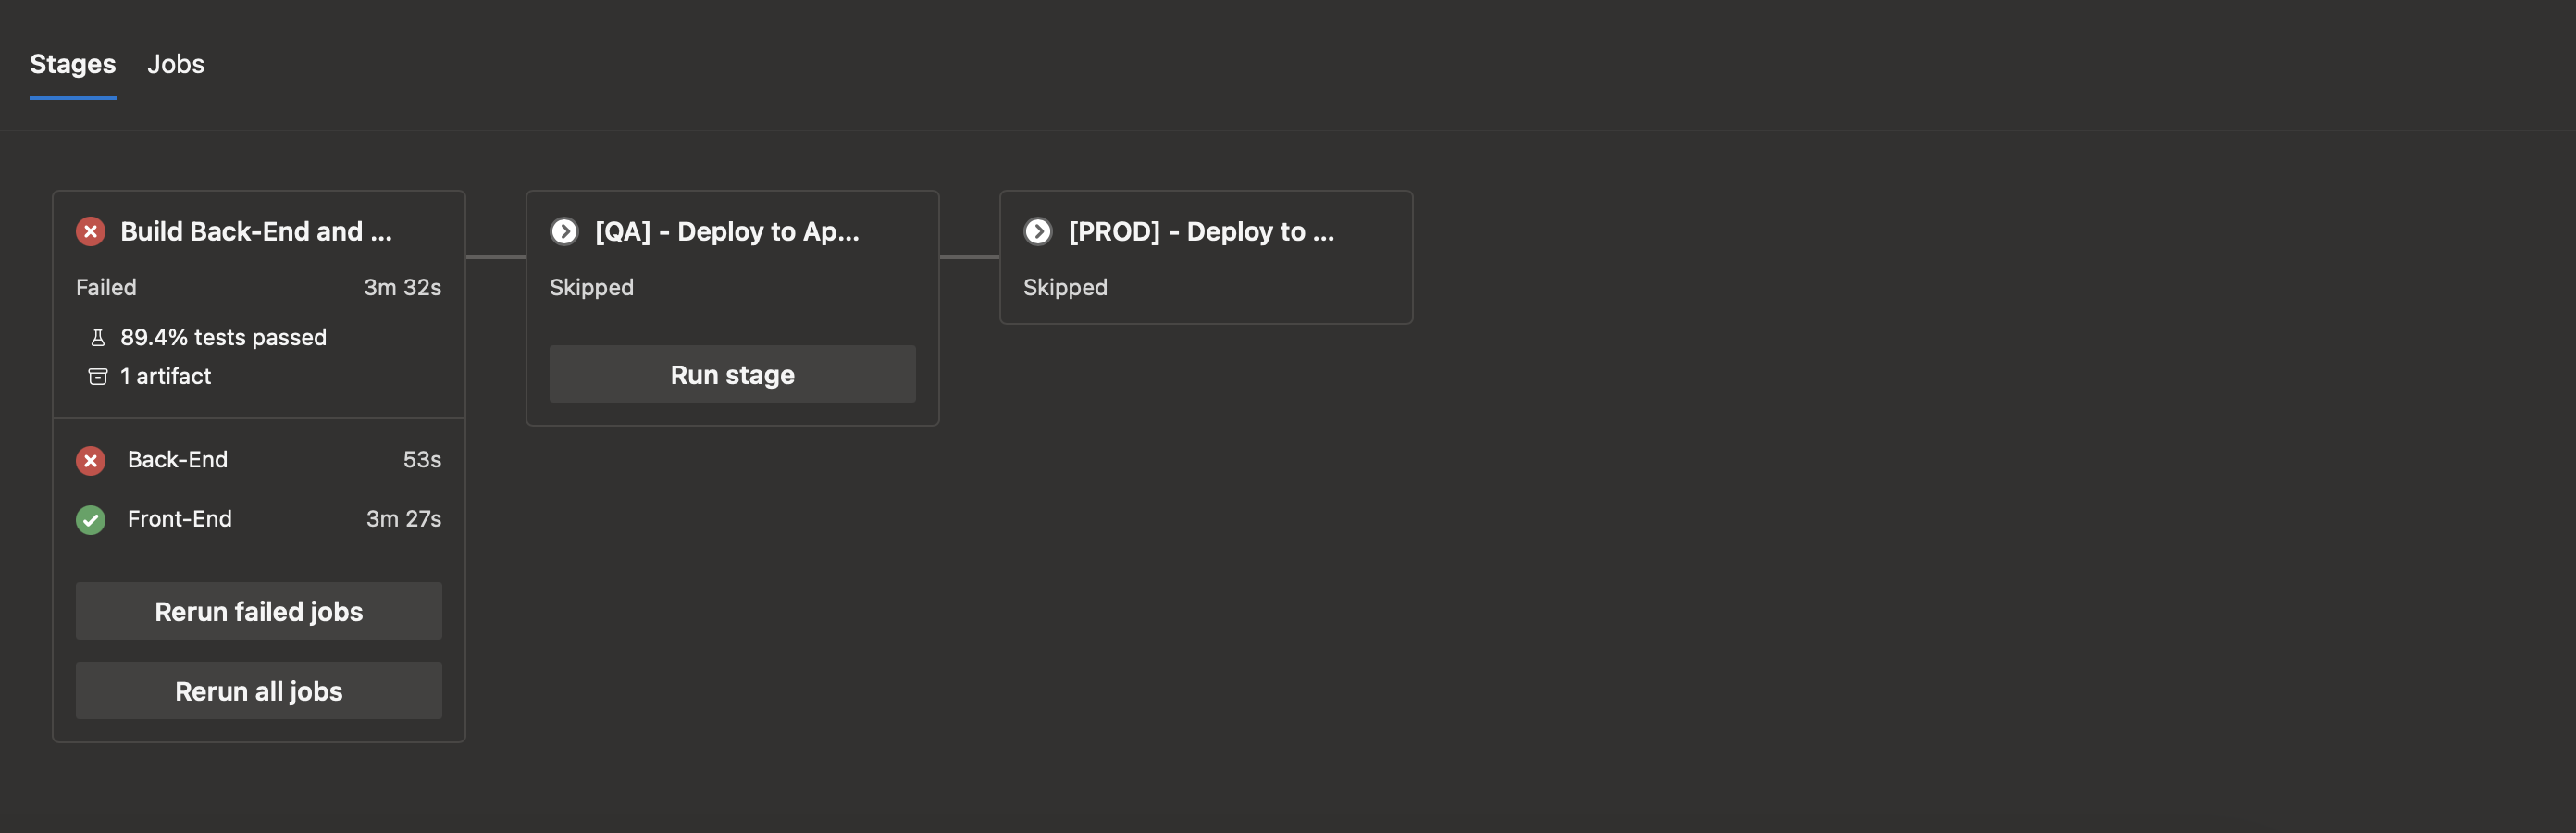 Stages Jobs
Build Back-End and ...
Failed 3m 32s
89.4% tests passed
1 artifact
Back-End 53s
Front-End 3m 27s
Rerun failed jobs
Rerun all jobs
[QA] - Deploy to Ap...
Skipped
Run stage
[PROD] - Deploy to ...
Skipped